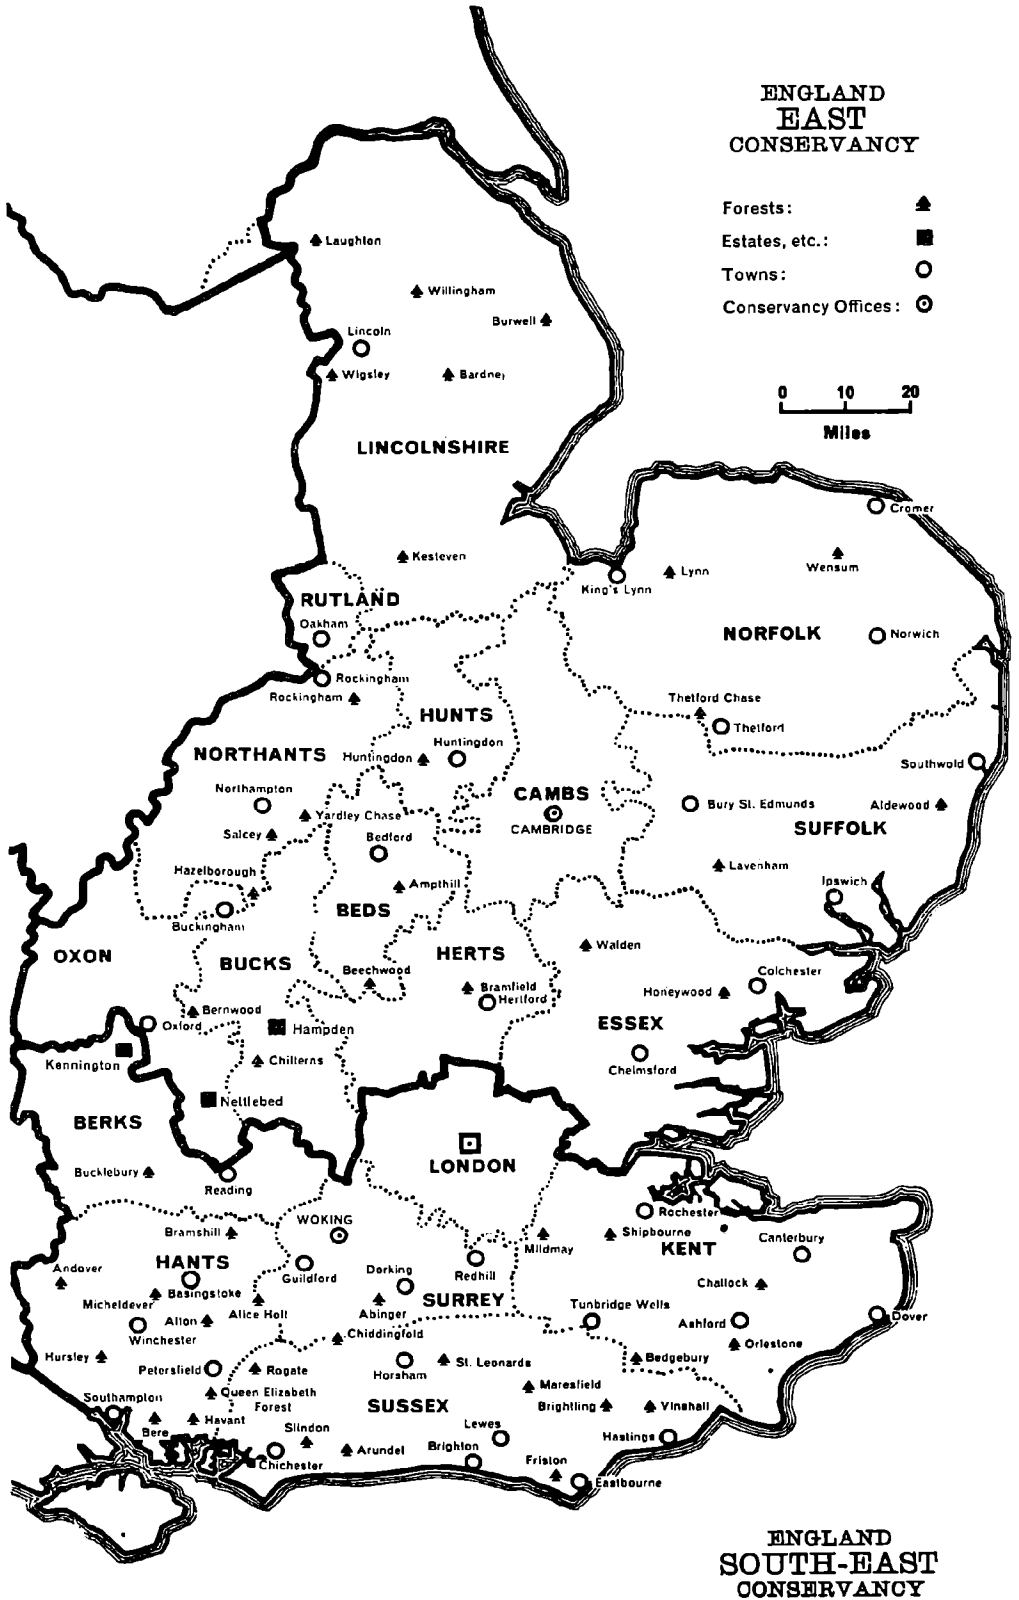 ENGLAND
EAST
CONSERVANCY
Forests:
Estates, etc.:
Towns:
Conservancy Offices:
0 10 20
Miles
Laughton
Willingham
Burwell
Lincoln
Wigsley
Bardney
LINCOLNSHIRE
Cromer
Kesteven
Wensum
Lynn
King's Lynn
RUTLAND
Oakham
NORFOLK
Norwich
Rockingham
Rockingham
Thetford Chase
Thetford
HUNTS
Huntingdon
Huntingdon
NORTHANTS
Southwold
Northampton
CAMBS
CAMBRIDGE
Bury St. Edmunds
Aldewood
SUFFOLK
Yardley Chase
Salcey
Bedford
Lavenham
Hazelborough
Ampthill
Ipswich
Buckingham
BEDS
Walden
OXON
BUCKS
HERTS
Beechwood
Colchester
Bramfield
Hertford
Honeywood
Bernwood
Oxford
Hampden
ESSEX
Kennington
Chilterns
Chelmsford
Nettlebed
BERKS
LONDON
Bucklebury
Reading
Rochester
WOKING
Bramshill
Mildmay
Shipbourne
KENT
Canterbury
HANTS
Guildford
Dorking
Redhill
Andover
Basingstoke
Challock
Micheldever
Alice Holt
Abinger
SURREY
Tunbridge Wells
Ashford
Dover
Alton
Winchester
Chiddingfold
Orlestone
Hursley
Petersfield
Rogate
Horsham
St. Leonards
Bedgebury
Queen Elizabeth
Forest
Maresfield
Southampton
SUSSEX
Brightling
Vinehall
Bere
Havant
Slindon
Lewes
Hastings
Chichester
Arundel
Brighton
Friston
Eastbourne
ENGLAND
SOUTH-EAST
CONSERVANCY